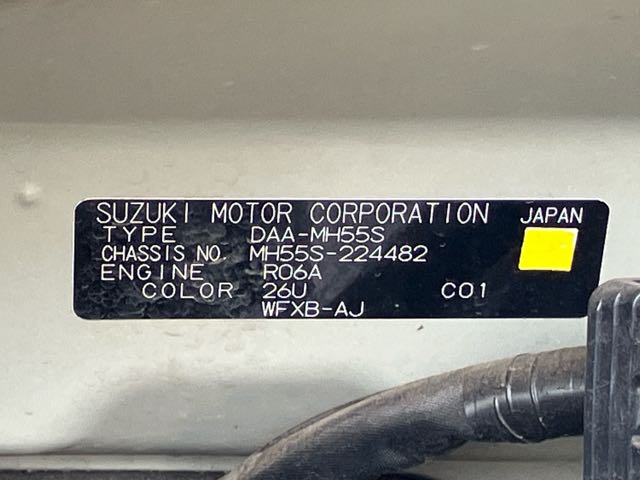 SUZUKI MOTOR CORPORATION JAPAN
TYPE DAA-MH55S
CHASSIS NO. MH55S-224482
ENGINE R06A
COLOR 26U C01
WFXB-AJ